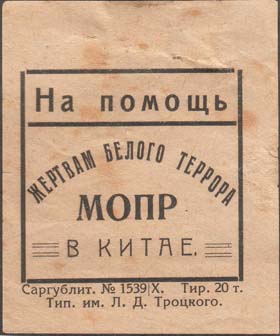 На помощь
ЖЕРТВАМ БЕЛОГО ТЕРРОРА
МОПР
В КИТАЕ.
Саргублит. № 1539|X. Тир. 20 т.
Тип. им. Л. Д. Троцкого.